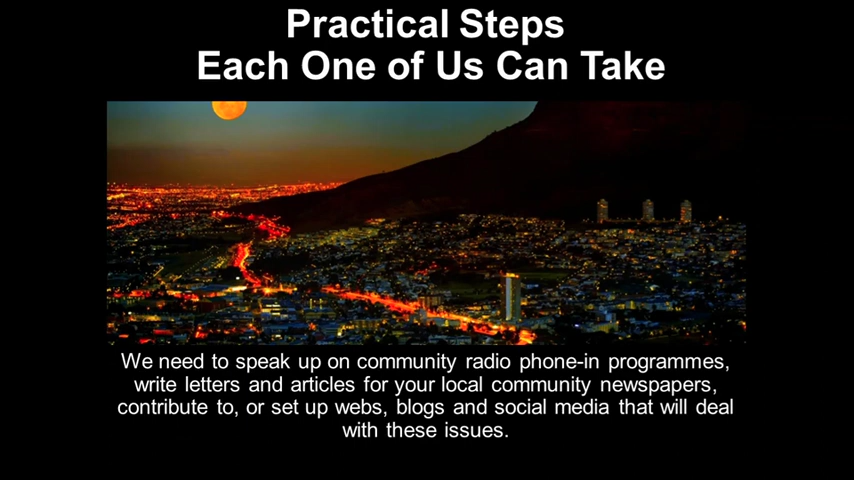 Practical Steps
Each One of Us Can Take
We need to speak up on community radio phone-in programmes,
write letters and articles for your local community newspapers,
contribute to, or set up webs, blogs and social media that will deal
with these issues.